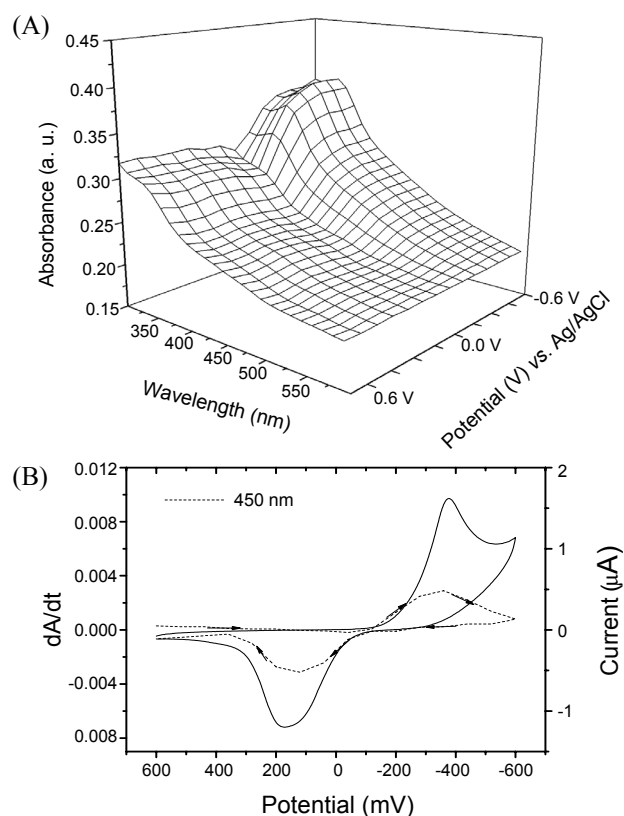 (A)
0.45
0.40
0.35
0.30
0.25
0.20
0.15
Absorbance (a. u.)
350
400
450
500
550
Wavelength (nm)
-0.6 V
0.0 V
0.6 V
Potential (V) vs. Ag/AgCl
(B)
0.012
0.008
0.004
0.000
-0.004
0.008
dA/dt
450 nm
2
1
0
-1
Current (μA)
600 400 200 0 -200 -400 -600
Potential (mV)